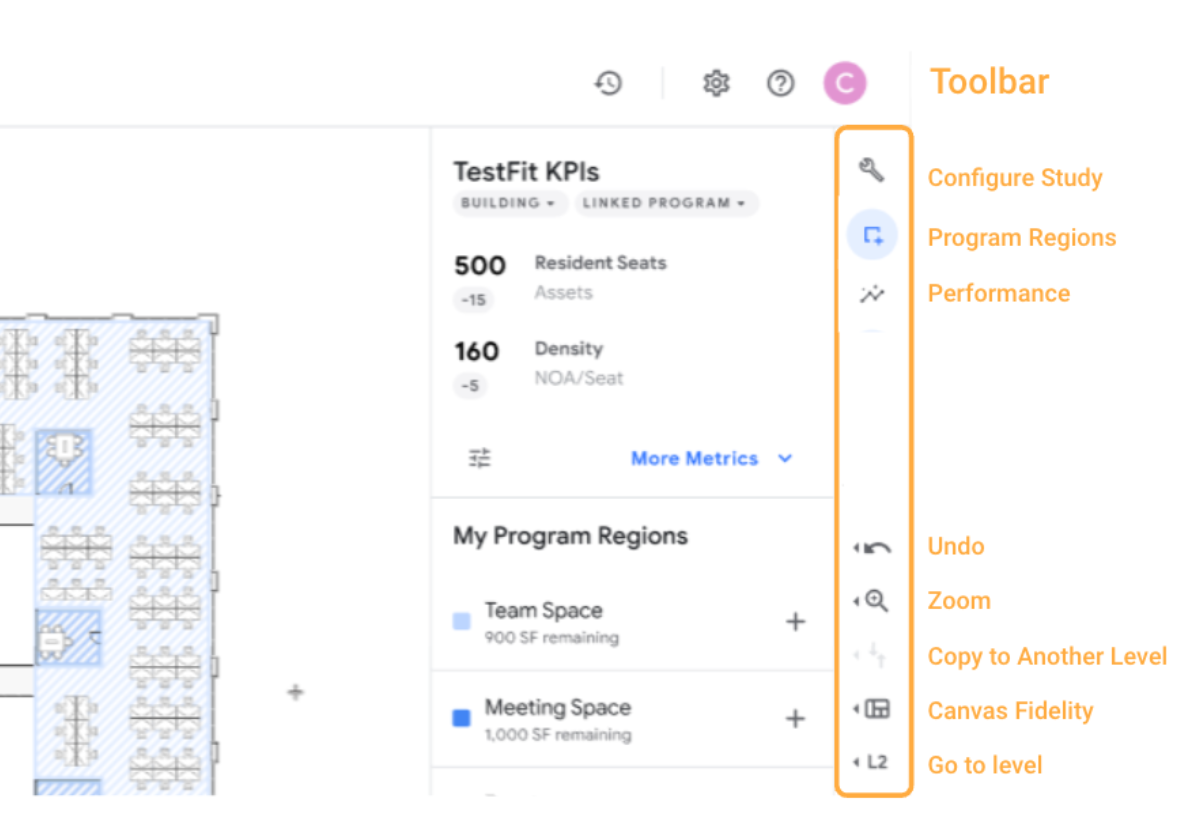 C
Toolbar
TestFit KPIs
BUILDING
LINKED PROGRAM
500
Resident Seats
-15
Assets
160
Density
-5
NOA/Seat
More Metrics
My Program Regions
Team Space
900 SF remaining
Meeting Space
1,000 SF remaining
Configure Study
Program Regions
Performance
Undo
Zoom
Copy to Another Level
Canvas Fidelity
L2
Go to level